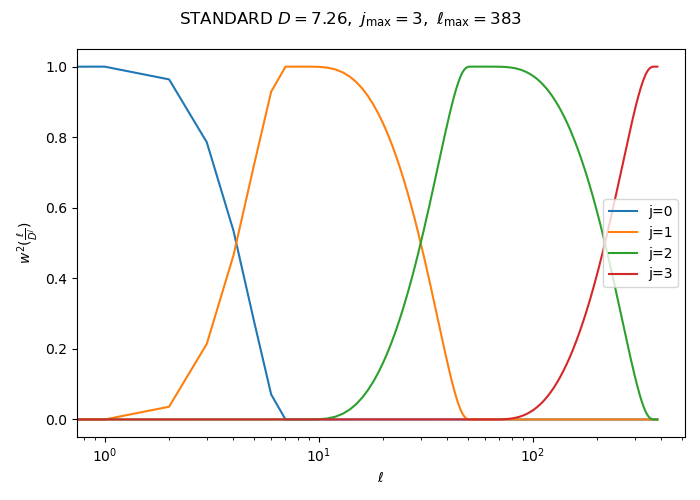 STANDARD D = 7.26, j_max = 3, ℓ_max = 383
1.0
0.8
0.6
0.4
0.2
0.0
w²(ℓ/Dʲ)
j=0
j=1
j=2
j=3
10⁰ 10¹ 10²
ℓ